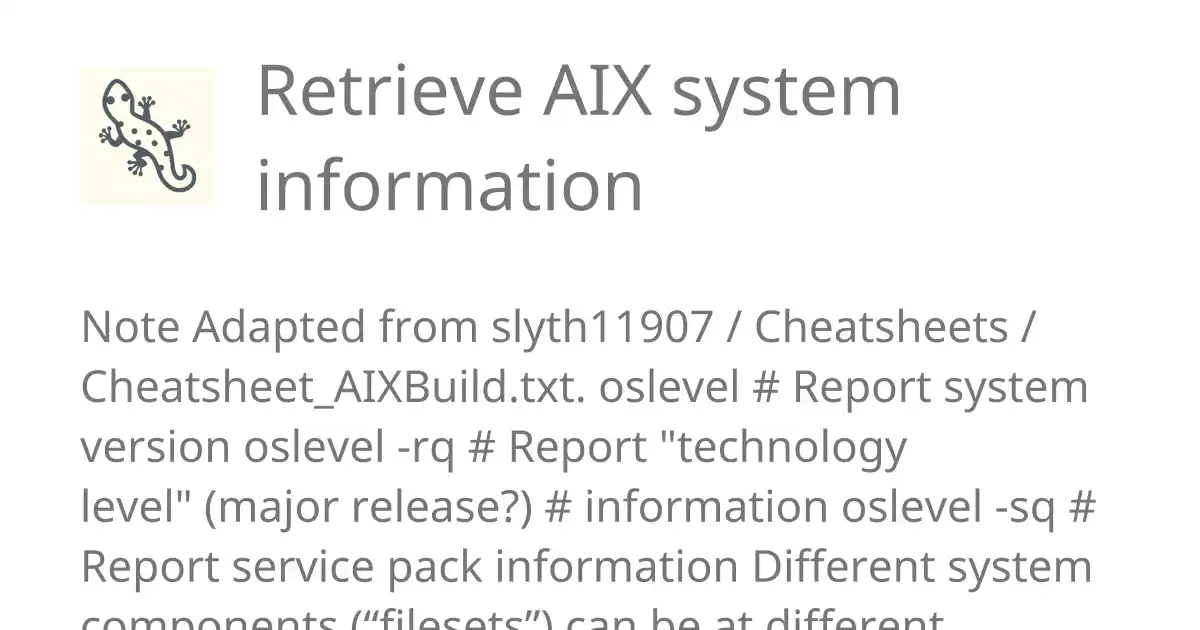 Retrieve AIX system
information
Note Adapted from slyth11907 / Cheatsheets /
Cheatsheet_AIXBuild.txt. oslevel # Report system
version oslevel -rq # Report "technology
level" (major release?) # information oslevel -sq #
Report service pack information Different system
components (“filesets”) can be at different